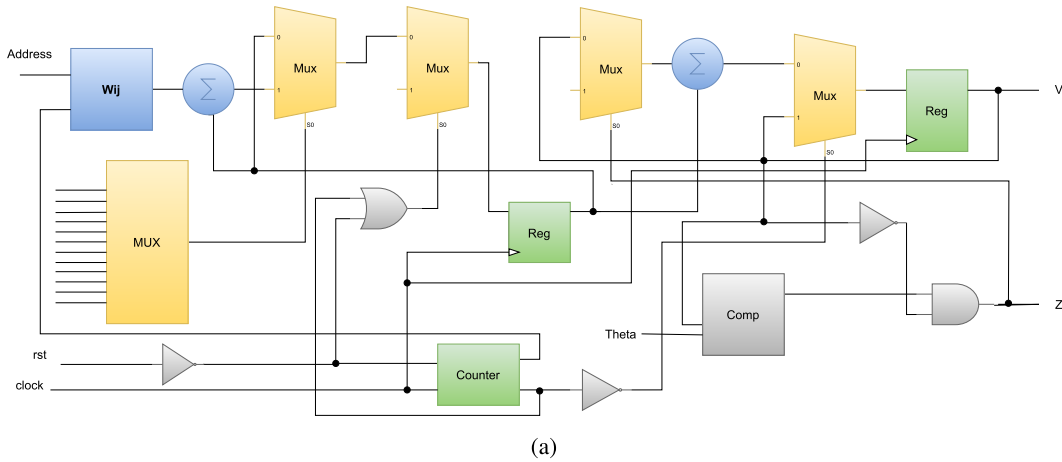 Address
Wij
Σ
0
Mux
1
S0
0
Mux
1
S0
0
Mux
1
S0
Σ
0
Mux
1
S0
Reg
V
MUX
Reg
Comp
Theta
Z
rst
clock
Counter
(a)